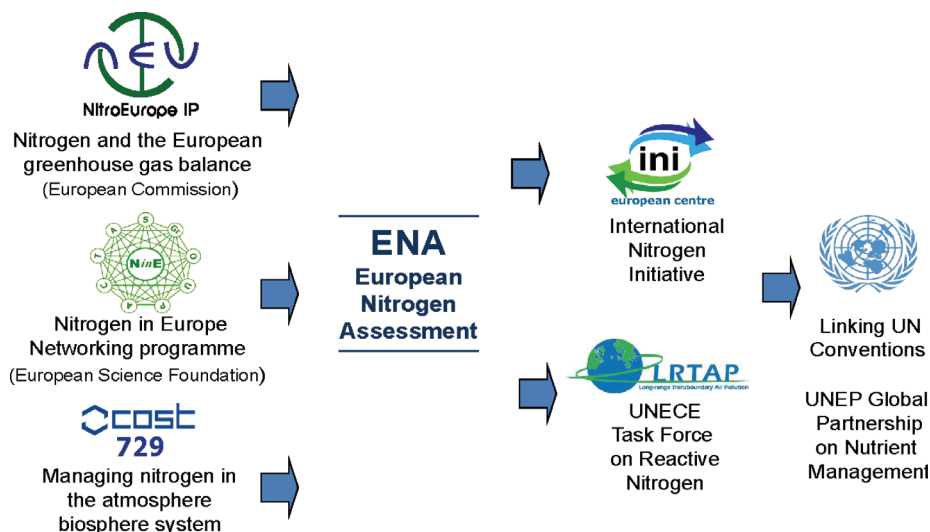 NEU
NitroEurope IP
Nitrogen and the European
greenhouse gas balance
(European Commission)
NinE
Nitrogen in Europe
Networking programme
(European Science Foundation)
cost
729
Managing nitrogen in
the atmosphere
biosphere system
ENA
European
Nitrogen
Assessment
ini
european centre
International
Nitrogen
Initiative
LRTAP
Long-range Transboundary Air Pollution
UNECE
Task Force
on Reactive
Nitrogen
Linking UN
Conventions
UNEP Global
Partnership
on Nutrient
Management